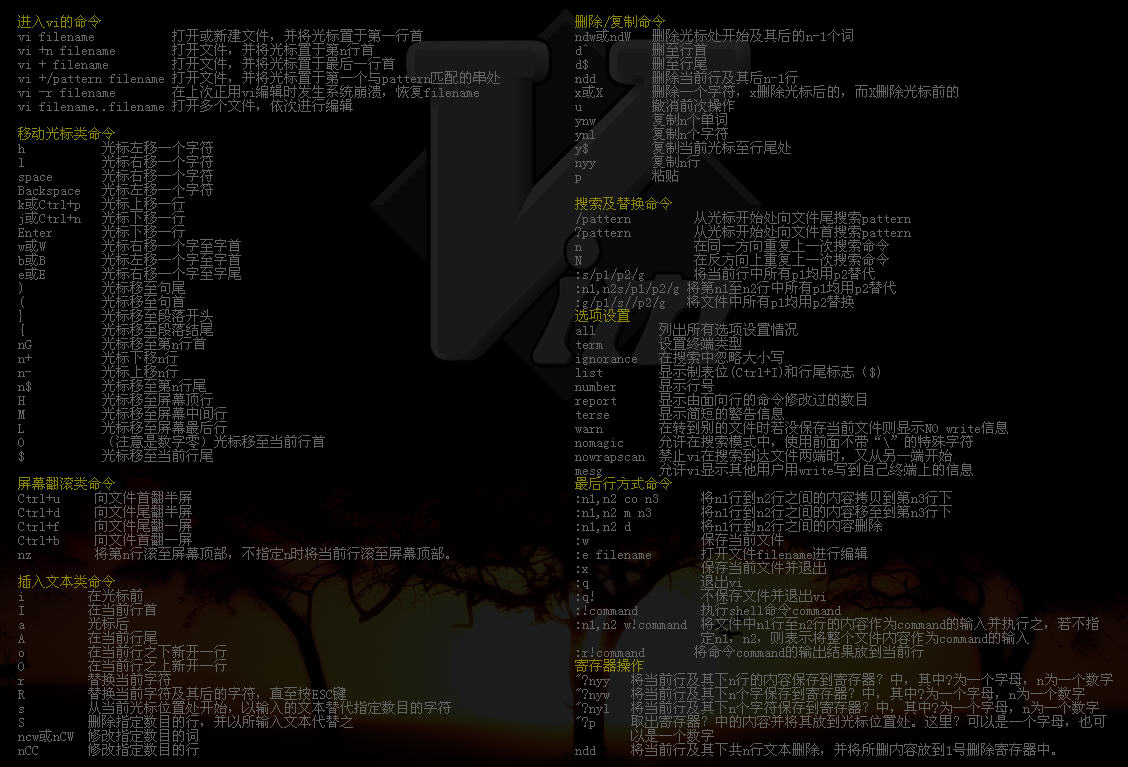 进入vi的命令
vi filename 打开或新建文件，并将光标置于第一行首
vi +n filename 打开文件，并将光标置于第n行首
vi + filename 打开文件，并将光标置于最后一行首
vi +/pattern filename 打开文件，并将光标置于第一个与pattern匹配的串处
vi -r filename 在上次正用vi编辑时发生系统崩溃，恢复filename
vi filename..filename 打开多个文件，依次进行编辑
移动光标类命令
h 光标左移一个字符
l 光标右移一个字符
space 光标右移一个字符
Backspace 光标左移一个字符
k或Ctrl+p 光标上移一行
j或Ctrl+n 光标下移一行
Enter 光标下移一行
w或W 光标右移一个字至字首
b或B 光标左移一个字至字首
e或E 光标右移一个字至字尾
) 光标移至句尾
( 光标移至句首
} 光标移至段落开头
{ 光标移至段落结尾
nG 光标移至第n行首
n+ 光标下移n行
n- 光标上移n行
n$ 光标移至第n行尾
H 光标移至屏幕顶行
M 光标移至屏幕中间行
L 光标移至屏幕最后行
0 （注意是数字零）光标移至当前行首
$ 光标移至当前行尾
屏幕翻滚类命令
Ctrl+u 向文件首翻半屏
Ctrl+d 向文件尾翻半屏
Ctrl+f 向文件尾翻一屏
Ctrl+b 向文件首翻一屏
nz 将第n行滚至屏幕顶部，不指定n时将当前行滚至屏幕顶部。
插入文本类命令
i 在光标前
I 在当前行首
a 光标后
A 在当前行尾
o 在当前行之下新开一行
O 在当前行之上新开一行
r 替换当前字符
R 替换当前字符及其后的字符，直至按ESC键
s 从当前光标位置处开始，以输入的文本替代指定数目的字符
S 删除指定数目的行，并以所输入文本代替之
ncw或nCW 修改指定数目的词
nCC 修改指定数目的行
删除/复制命令
ndw或ndW 删除光标处开始及其后的n-1个词
d^ 删至行首
d$ 删至行尾
ndd 删除当前行及其后n-1行
x或X 删除一个字符，x删除光标后的，而X删除光标前的
u 撤消前次操作
ynw 复制n个单词
ynl 复制n个字符
y$ 复制当前光标至行尾处
nyy 复制n行
p 粘贴
搜索及替换命令
/pattern 从光标开始处向文件尾搜索pattern
?pattern 从光标开始处向文件首搜索pattern
n 在同一方向重复上一次搜索命令
N 在反方向上重复上一次搜索命令
:s/p1/p2/g 将当前行中所有p1均用p2替代
:n1,n2s/p1/p2/g 将第n1至n2行中所有p1均用p2替代
:g/p1/s//p2/g 将文件中所有p1均用p2替换
选项设置
all 列出所有选项设置情况
term 设置终端类型
ignorance 在搜索中忽略大小写
list 显示制表位(Ctrl+I)和行尾标志（$)
number 显示行号
report 显示由面向行的命令修改过的数目
terse 显示简短的警告信息
warn 在转到别的文件时若没保存当前文件则显示NO write信息
nomagic 允许在搜索模式中，使用前面不带“\”的特殊字符
nowrapscan 禁止vi在搜索到达文件两端时，又从另一端开始
mesg 允许vi显示其他用户用write写到自己终端上的信息
最后行方式命令
:n1,n2 co n3 将n1行到n2行之间的内容拷贝到第n3行下
:n1,n2 m n3 将n1行到n2行之间的内容移至到第n3行下
:n1,n2 d 将n1行到n2行之间的内容删除
:w 保存当前文件
:e filename 打开文件filename进行编辑
:x 保存当前文件并退出
:q 退出vi
:q! 不保存文件并退出vi
:!command 执行shell命令command
:n1,n2 w!command 将文件中n1行至n2行的内容作为command的输入并执行之，若不指
定n1，n2，则表示将整个文件内容作为command的输入
:r!command 将命令command的输出结果放到当前行
寄存器操作
"?nyy 将当前行及其下n行的内容保存到寄存器？中，其中?为一个字母，n为一个数字
"?nyw 将当前行及其下n个字保存到寄存器？中，其中?为一个字母，n为一个数字
"?nyl 将当前行及其下n个字符保存到寄存器？中，其中?为一个字母，n为一个数字
"?p 取出寄存器？中的内容并将其放到光标位置处。这里？可以是一个字母，也可
以是一个数字
ndd 将当前行及其下共n行文本删除，并将所删内容放到1号删除寄存器中。